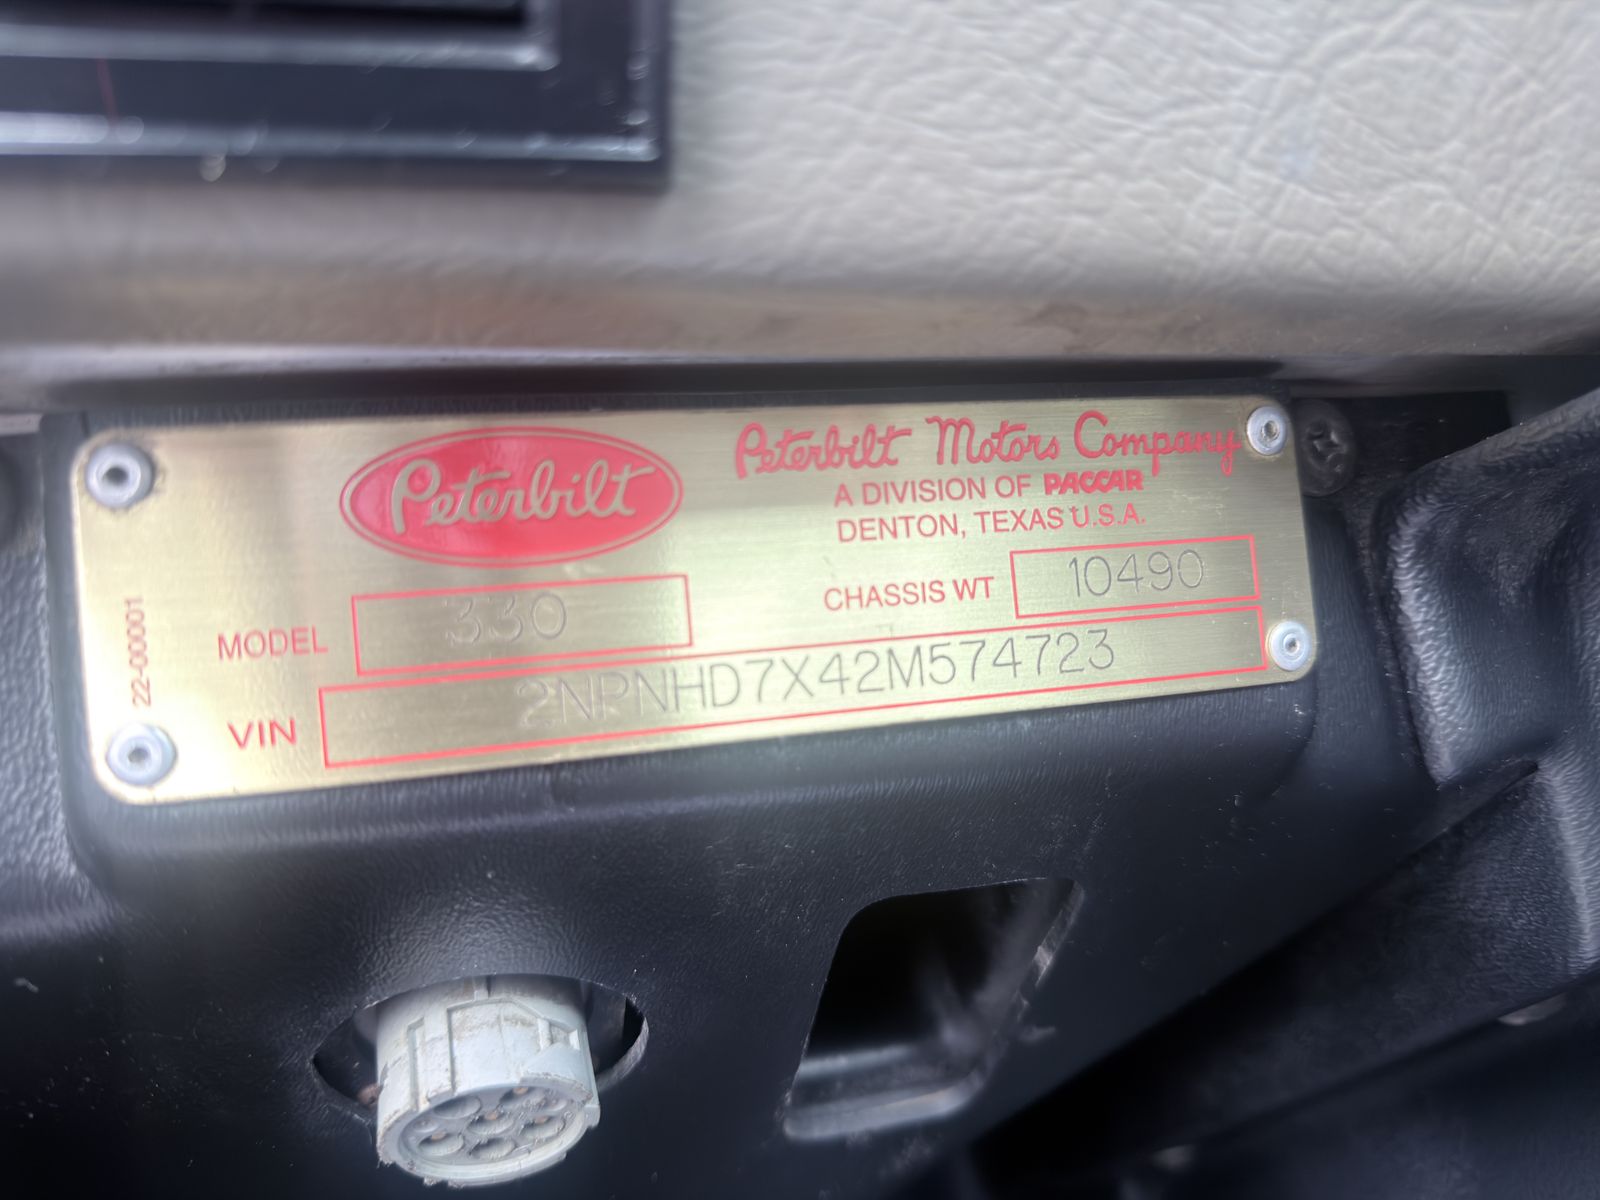 Peterbilt
Peterbilt Motors Company
A DIVISION OF PACCAR
DENTON, TEXAS U.S.A.
MODEL 330
CHASSIS WT 10490
VIN 2NPNHD7X42M574723
22-00001